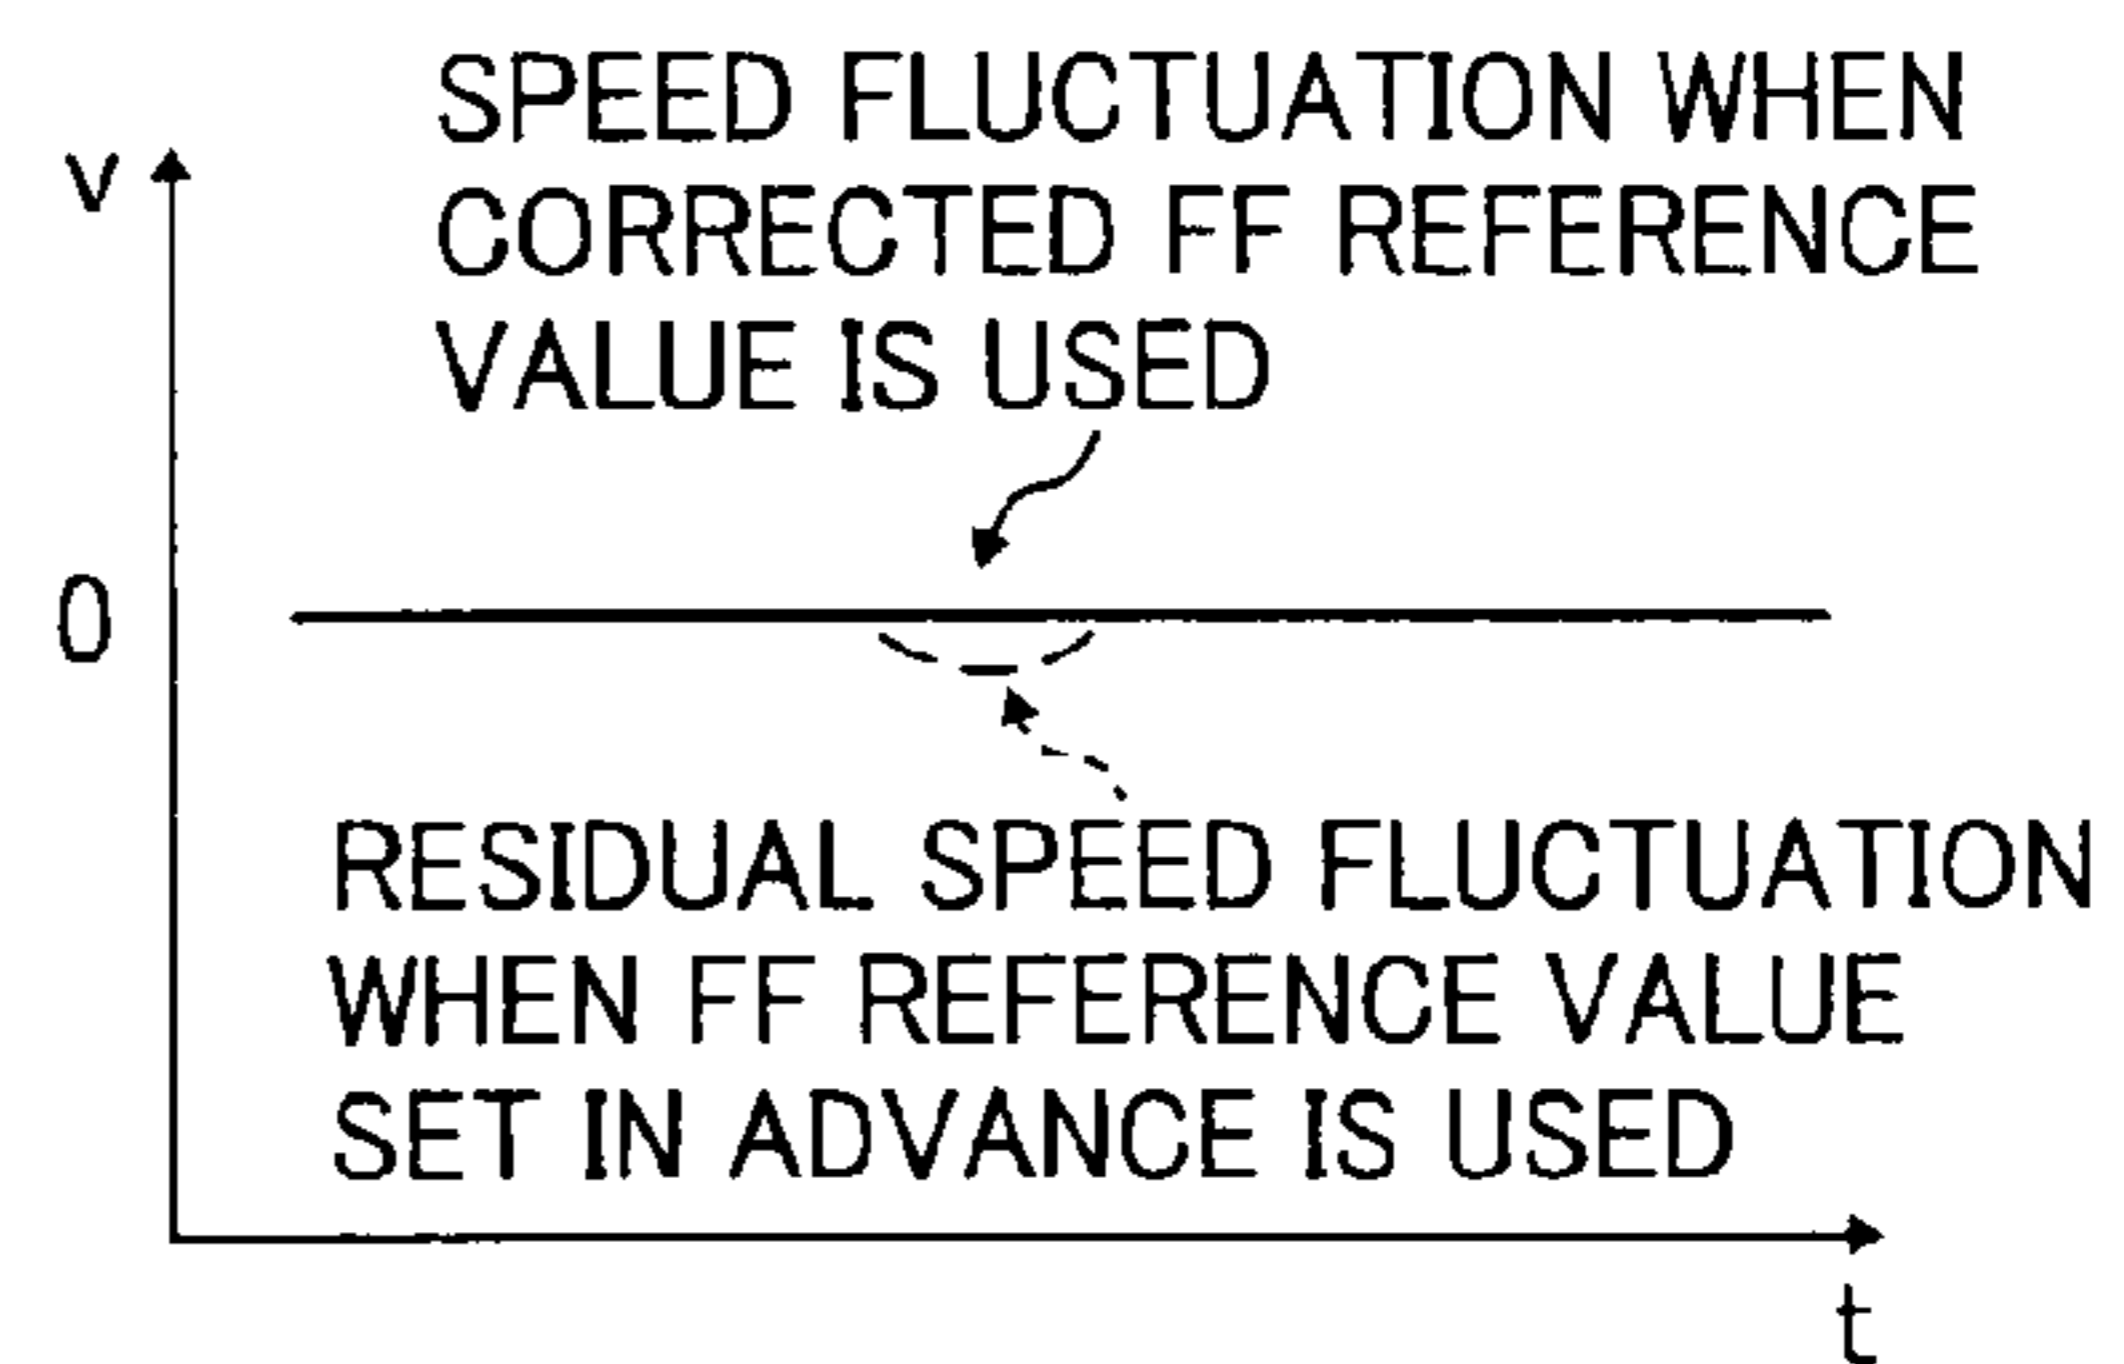 SPEED FLUCTUATION WHEN
CORRECTED FF REFERENCE
VALUE IS USED
v
0
RESIDUAL SPEED FLUCTUATION
WHEN FF REFERENCE VALUE
SET IN ADVANCE IS USED
t